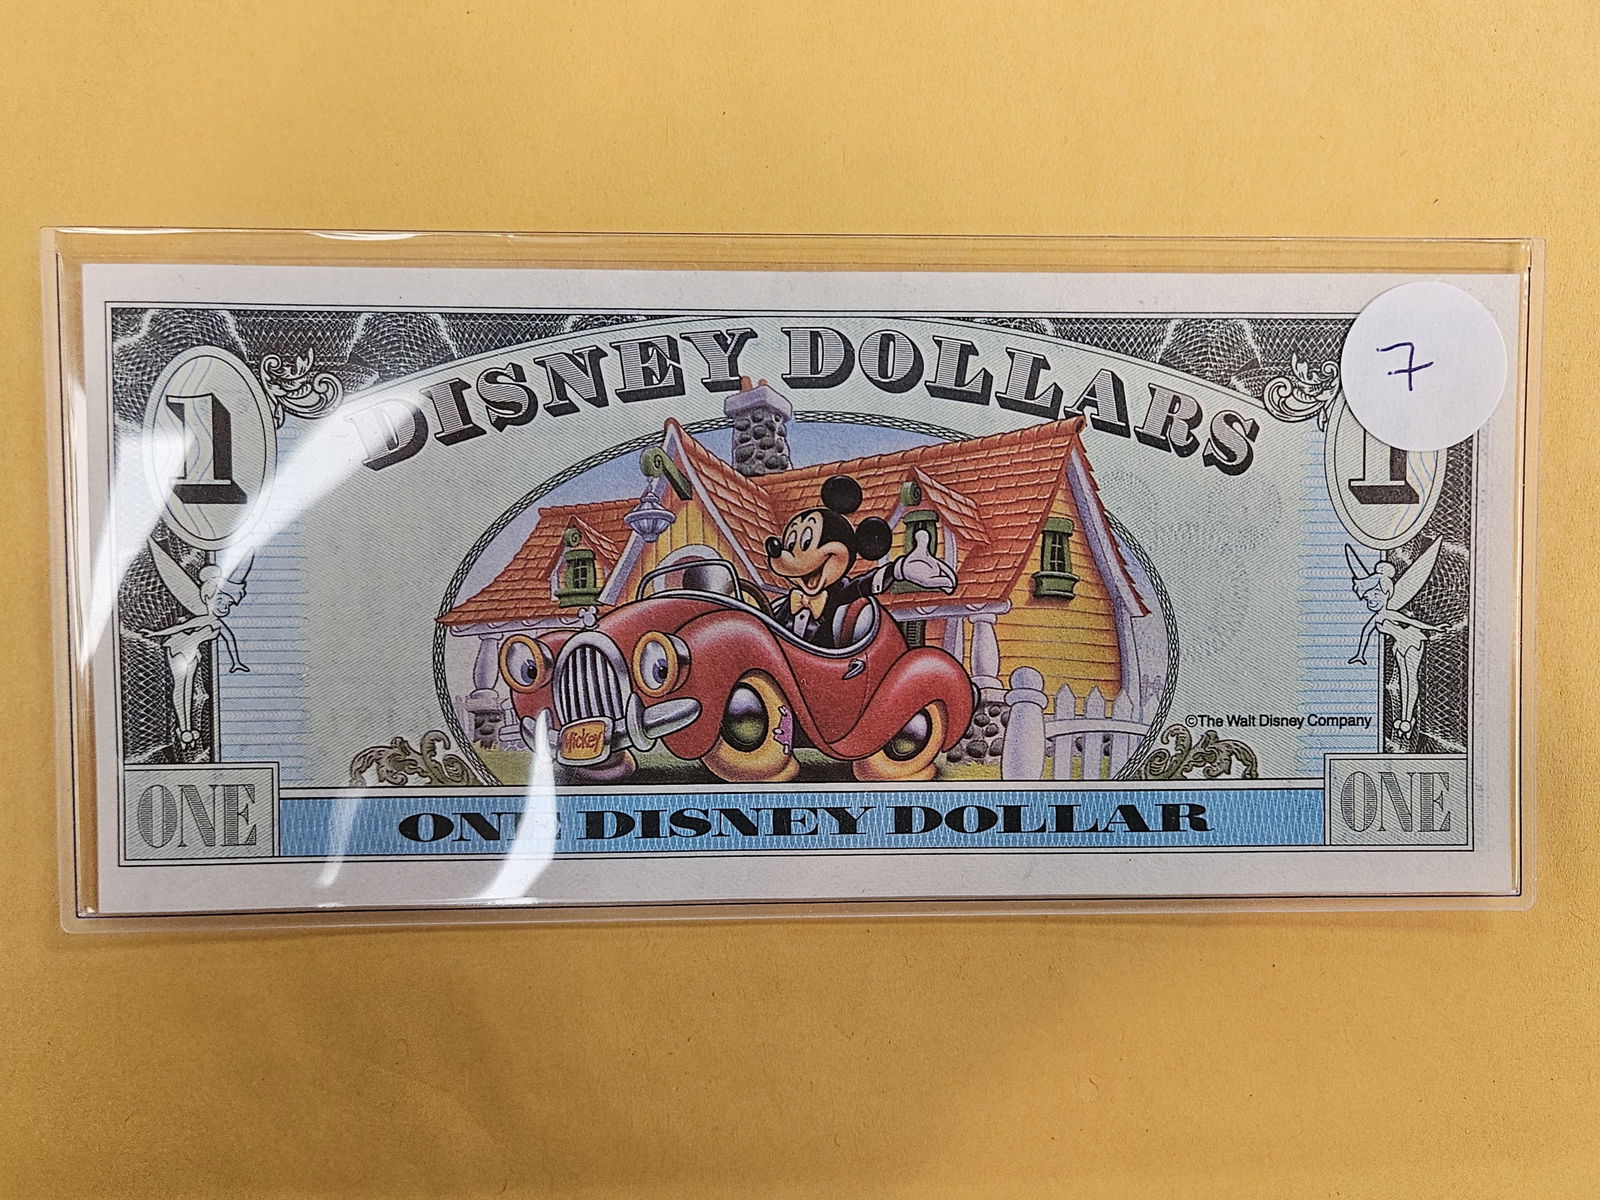 DISNEY DOLLARS
7
1
1
Mickey
©The Walt Disney Company
ONE
ONE DISNEY DOLLAR
ONE